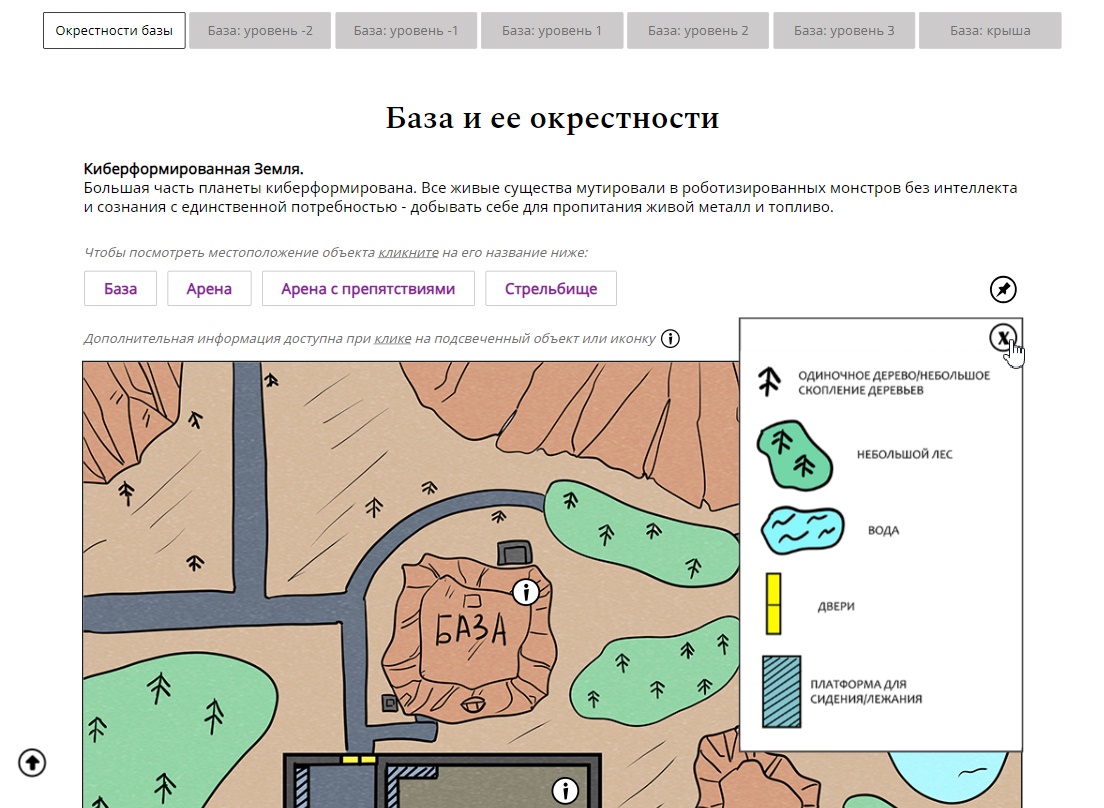 Окрестности базы
База: уровень -2
База: уровень -1
База: уровень 1
База: уровень 2
База: уровень 3
База: крыша
База и ее окрестности
Киберформированная Земля.
Большая часть планеты киберформирована. Все живые существа мутировали в роботизированных монстров без интеллекта
и сознания с единственной потребностью - добывать себе для пропитания живой металл и топливо.
Чтобы посмотреть местоположение объекта кликните на его название ниже:
База
Арена
Арена с препятствиями
Стрельбище
Дополнительная информация доступна при клике на подсвеченный объект или иконку i
X
ОДИНОЧНОЕ ДЕРЕВО/НЕБОЛЬШОЕ
СКОПЛЕНИЕ ДЕРЕВЬЕВ
НЕБОЛЬШОЙ ЛЕС
ВОДА
ДВЕРИ
ПЛАТФОРМА ДЛЯ
СИДЕНИЯ/ЛЕЖАНИЯ
i
БАЗА
i